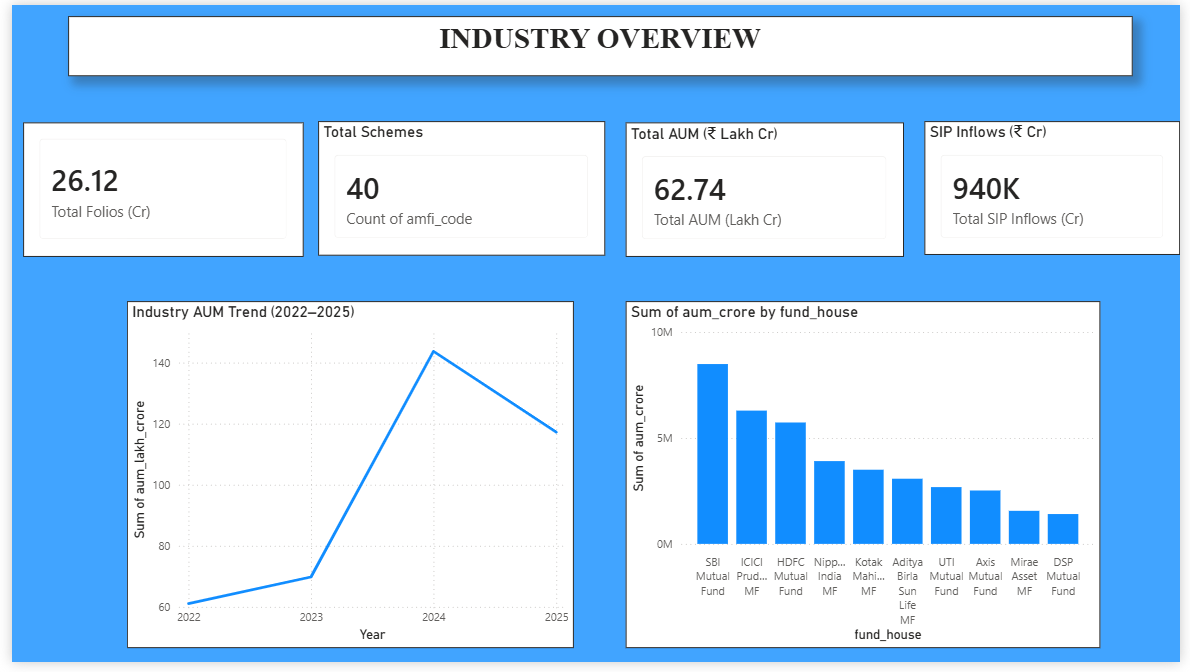 INDUSTRY OVERVIEW
26.12
Total Folios (Cr)
Total Schemes
40
Count of amfi_code
Total AUM (₹ Lakh Cr)
62.74
Total AUM (Lakh Cr)
SIP Inflows (₹ Cr)
940K
Total SIP Inflows (Cr)
Industry AUM Trend (2022–2025)
Sum of aum_lakh_crore
140
120
100
80
60
2022
2023
2024
2025
Year
Sum of aum_crore by fund_house
Sum of aum_crore
10M
5M
0M
SBI
Mutual
Fund
ICICI
Prud...
MF
HDFC
Mutual
Fund
Nipp...
India
MF
Kotak
Mahi...
MF
Aditya
Birla
Sun
Life
MF
UTI
Mutual
Fund
Axis
Mutual
Fund
Mirae
Asset
MF
DSP
Mutual
Fund
fund_house